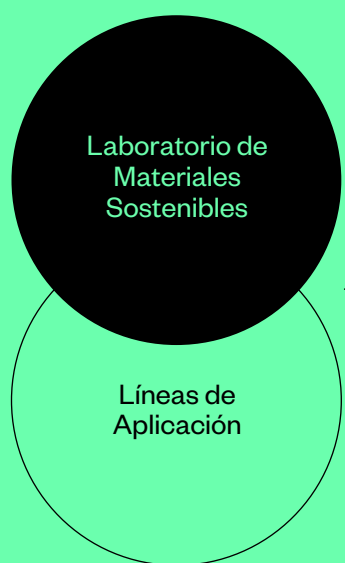 Laboratorio de
Materiales
Sostenibles
Líneas de
Aplicación